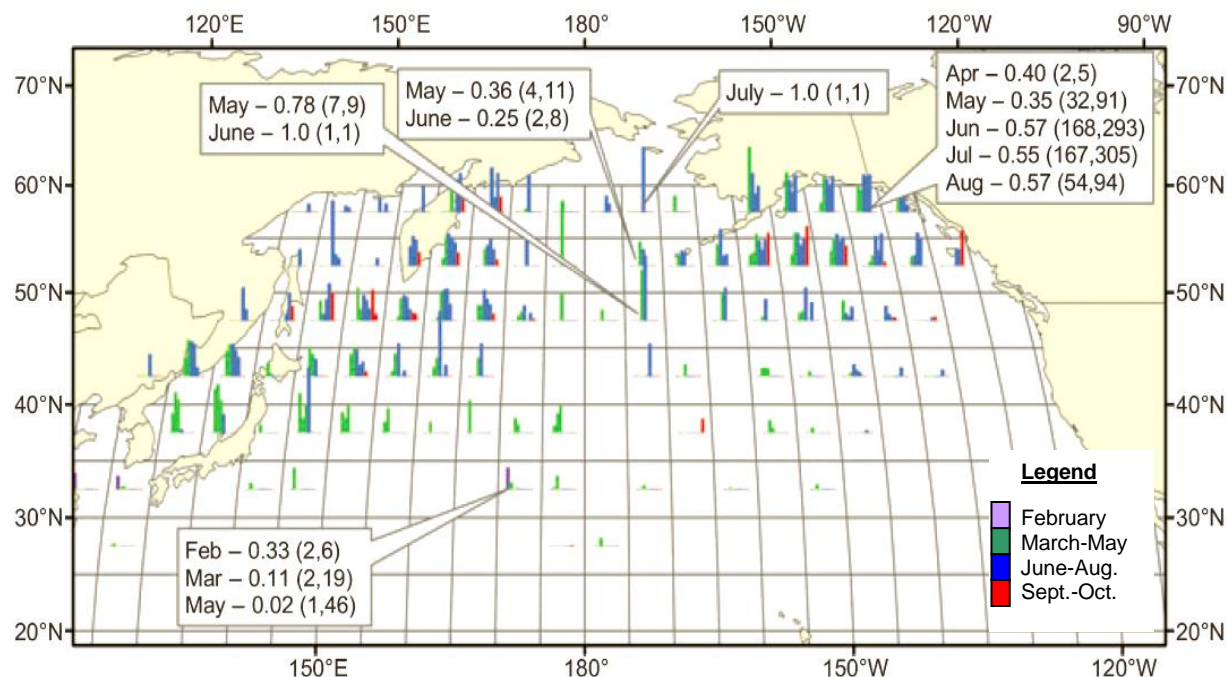 120°E 150°E 180° 150°W 120°W 90°W
70°N
60°N
50°N
40°N
30°N
20°N
May – 0.78 (7,9)
June – 1.0 (1,1)
May – 0.36 (4,11)
June – 0.25 (2,8)
July – 1.0 (1,1)
Apr – 0.40 (2,5)
May – 0.35 (32,91)
Jun – 0.57 (168,293)
Jul – 0.55 (167,305)
Aug – 0.57 (54,94)
70°N
60°N
50°N
40°N
30°N
20°N
Feb – 0.33 (2,6)
Mar – 0.11 (2,19)
May – 0.02 (1,46)
Legend
February
March-May
June-Aug.
Sept.-Oct.
150°E 180° 150°W 120°W